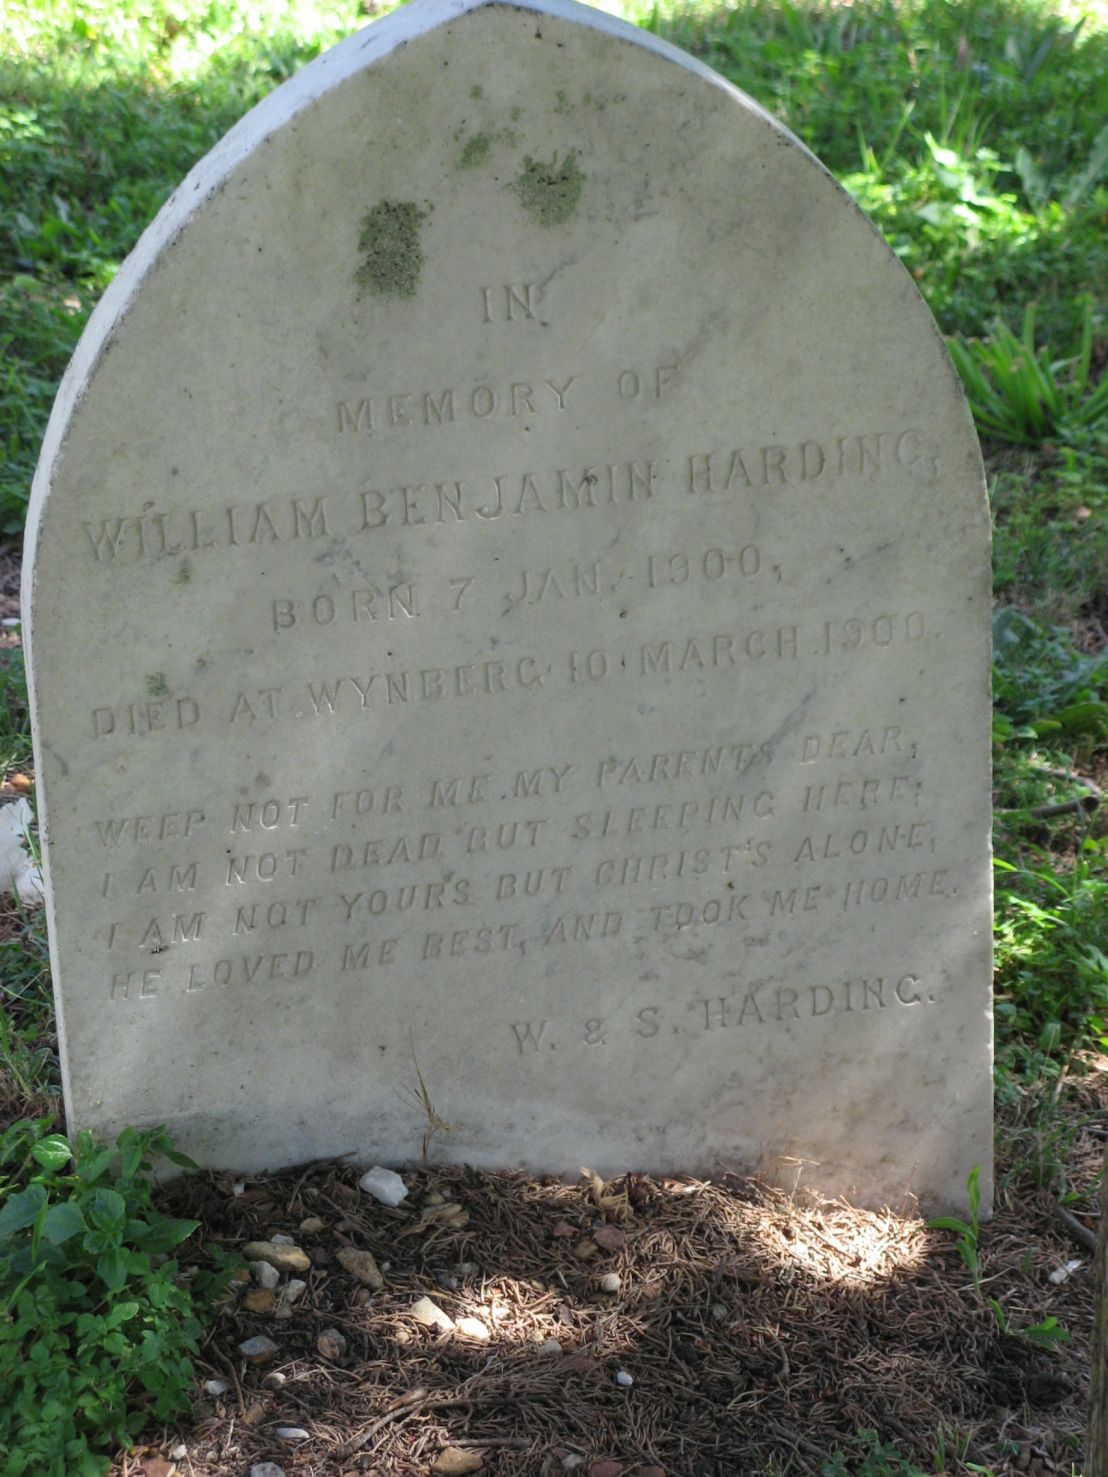 IN
MEMORY OF
WILLIAM BENJAMIN HARDING,
BORN 7 JAN. 1900,
DIED AT WYNBERG 10 MARCH 1900.
WEEP NOT FOR ME MY PARENTS DEAR,
I AM NOT DEAD BUT SLEEPING HERE;
I AM NOT YOURS BUT CHRIST'S ALONE,
HE LOVED ME BEST, AND TOOK ME HOME.
W. & S. HARDING.